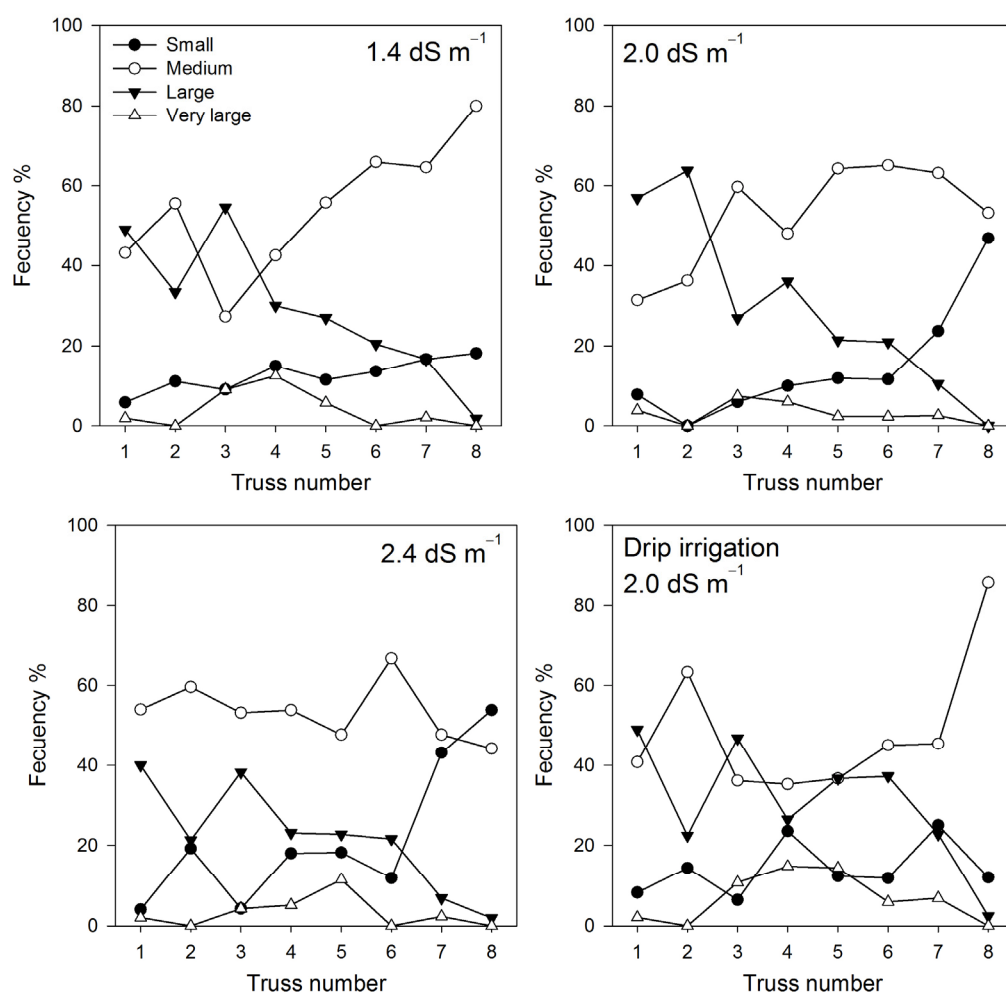 100
80
60
40
20
0
Fecuency %
Small
Medium
Large
Very large
1.4 dS m⁻¹
1 2 3 4 5 6 7 8
Truss number
100
80
60
40
20
0
Fecuency %
2.0 dS m⁻¹
1 2 3 4 5 6 7 8
Truss number
100
80
60
40
20
0
Fecuency %
2.4 dS m⁻¹
1 2 3 4 5 6 7 8
Truss number
100
80
60
40
20
0
Fecuency %
Drip irrigation
2.0 dS m⁻¹
1 2 3 4 5 6 7 8
Truss number